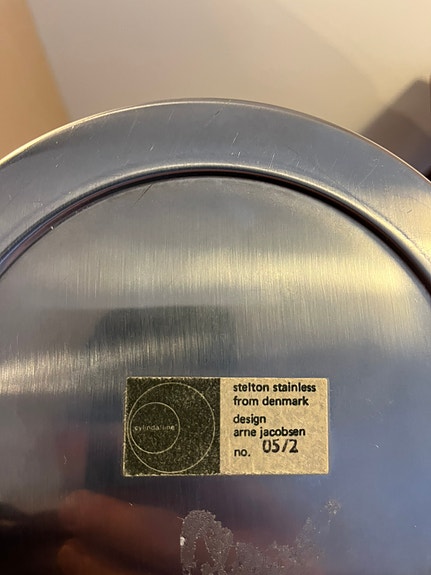 cylinda-line
stelton stainless
from denmark
design
arne jacobsen
no. 05/2